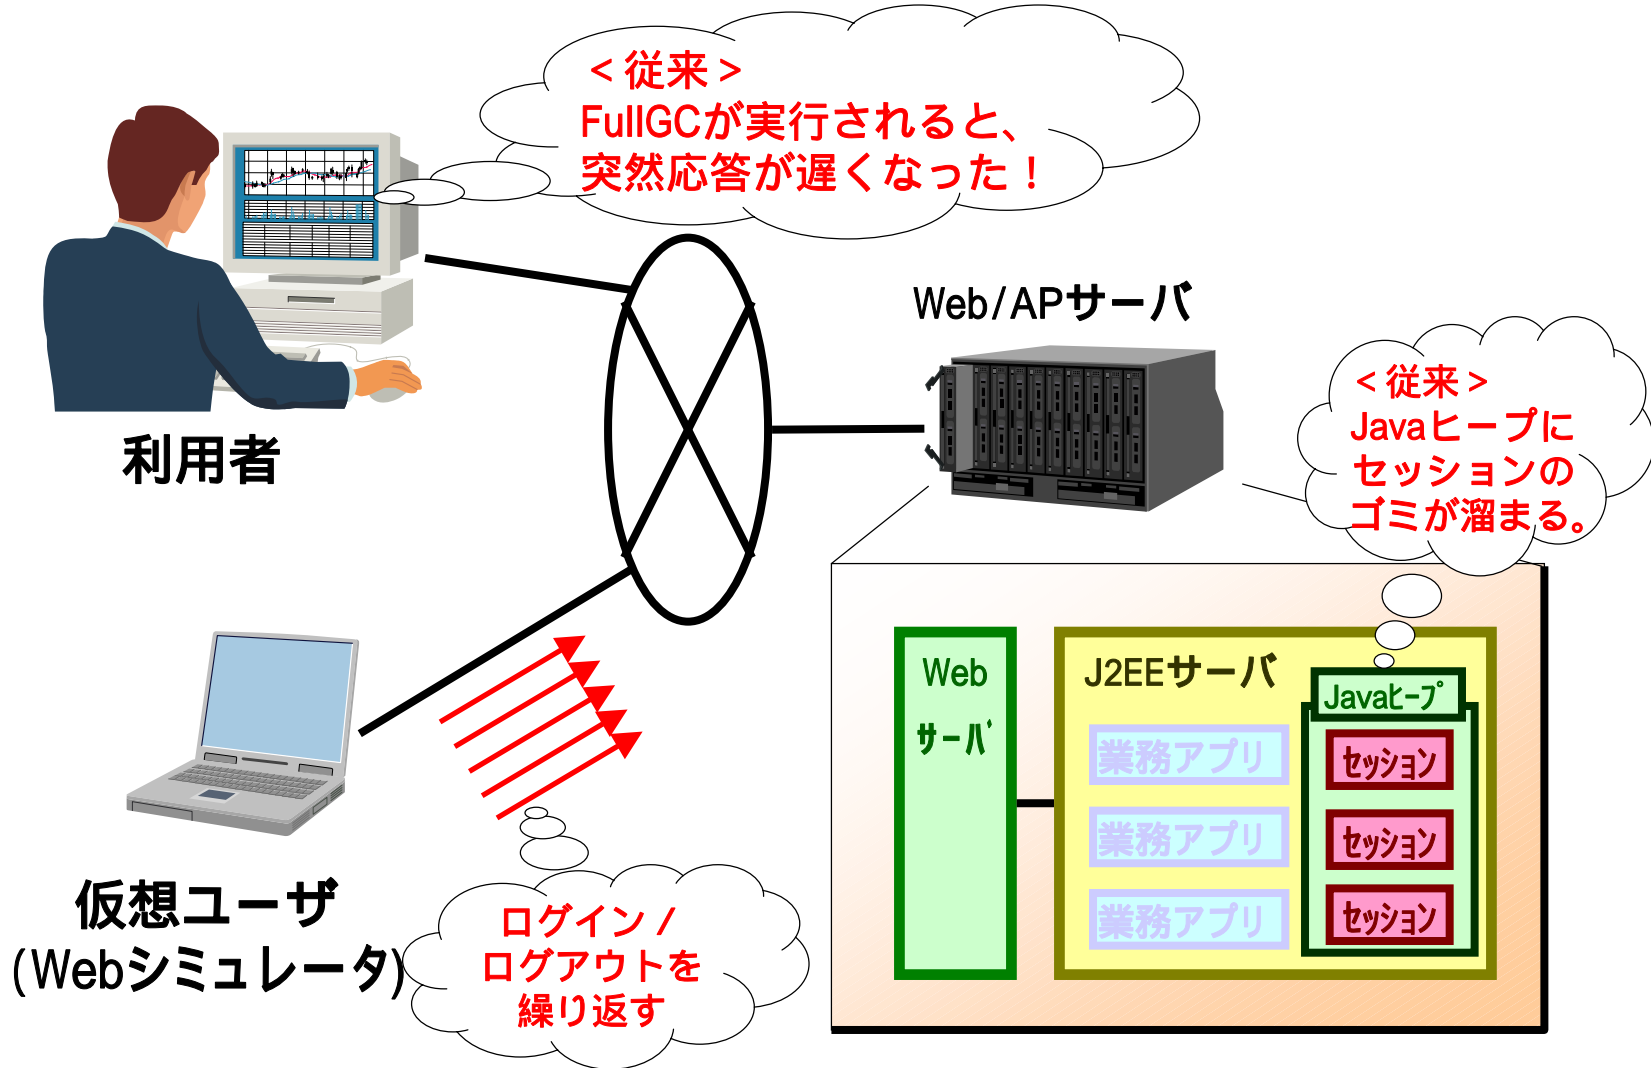 ＜従来＞
FullGCが実行されると、
突然応答が遅くなった！
利用者
Web/APサーバ
＜従来＞
Javaヒープに
セッションの
ゴミが溜まる。
Web
サーバ
J2EEサーバ
業務アプリ
業務アプリ
業務アプリ
Javaヒープ
セッション
セッション
セッション
仮想ユーザ
(Webシミュレータ)
ログイン／
ログアウトを
繰り返す